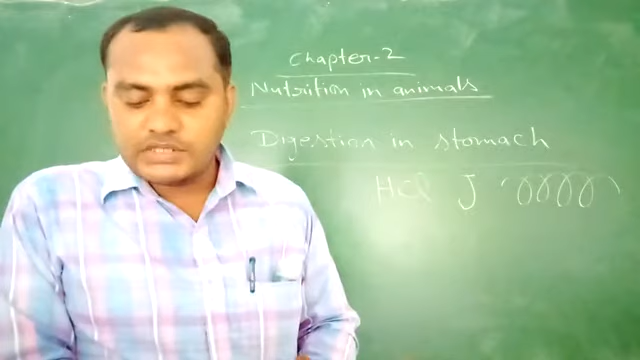 Chapter-2
Nutrition in animals
Digestion in stomach
Hcl J